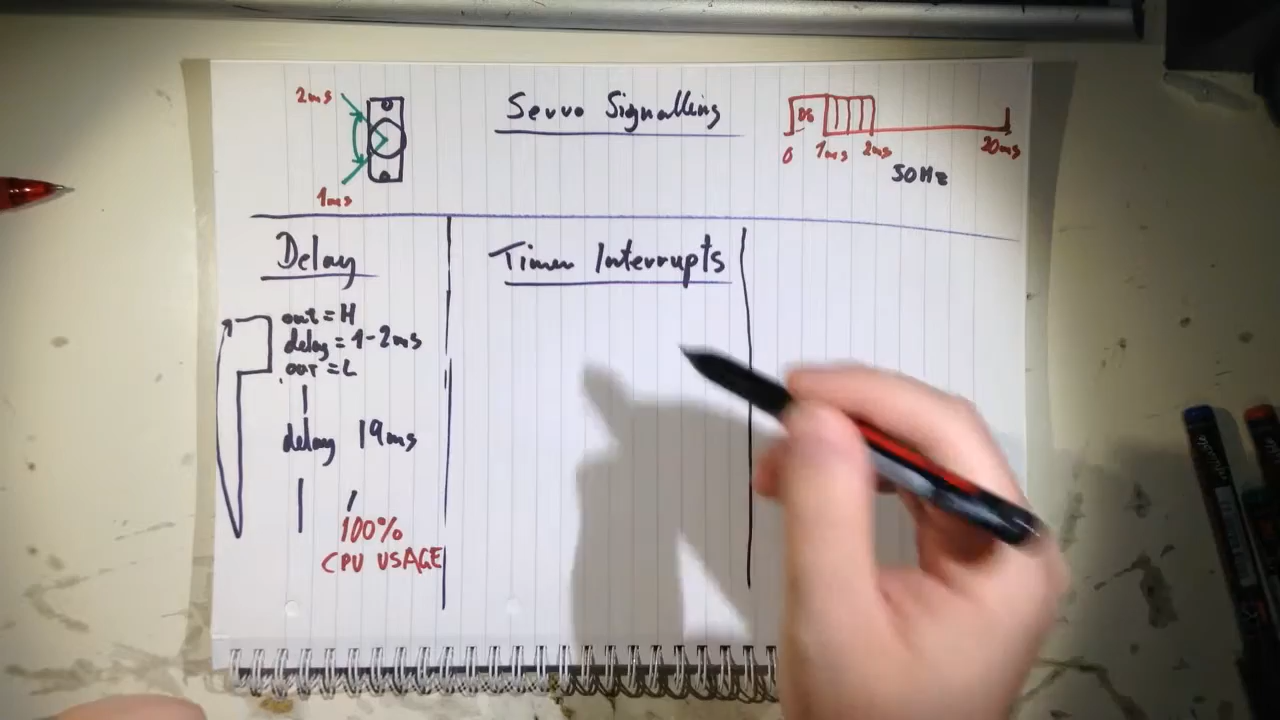 Servo Signalling
2ms
1ms
0 1ms 2ms 20ms
50Hz
Delay
out = H
delay = 1-2ms
out = L
delay 19ms
100%
CPU USAGE
Timer Interrupts